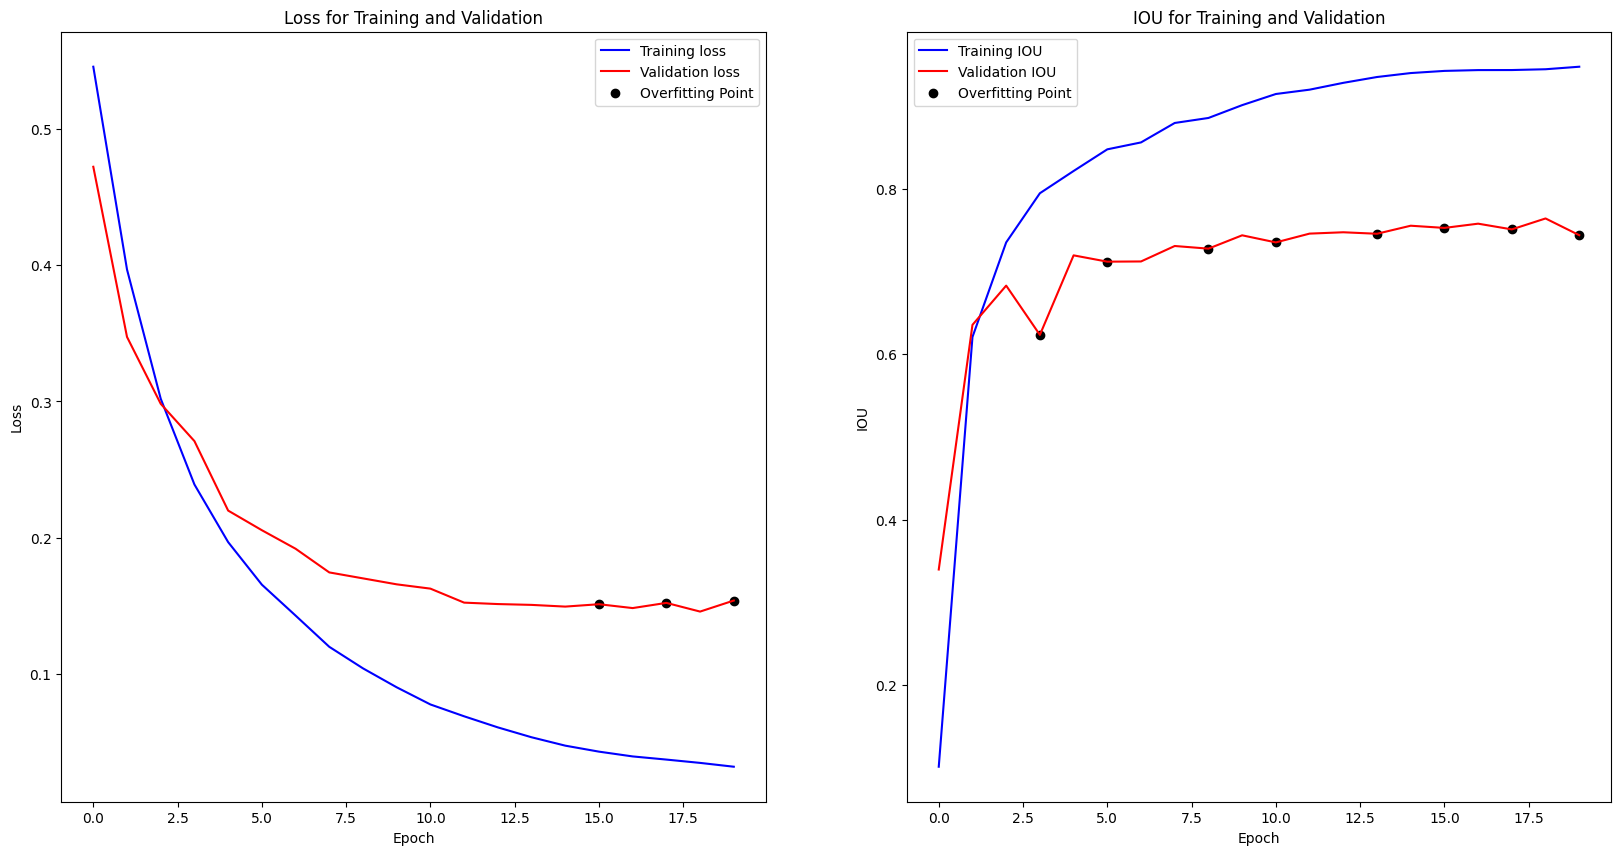 Loss for Training and Validation
Training loss
Validation loss
Overfitting Point
0.5
0.4
0.3
0.2
0.1
Loss
0.0 2.5 5.0 7.5 10.0 12.5 15.0 17.5
Epoch
IOU for Training and Validation
Training IOU
Validation IOU
Overfitting Point
0.8
0.6
0.4
0.2
IOU
0.0 2.5 5.0 7.5 10.0 12.5 15.0 17.5
Epoch